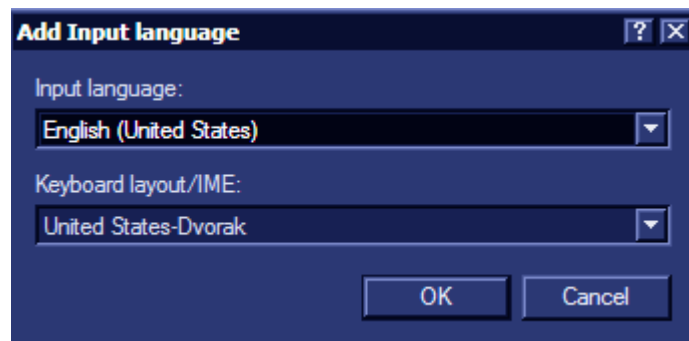 Add Input language
Input language:
English (United States)
Keyboard layout/IME:
United States-Dvorak
OK Cancel